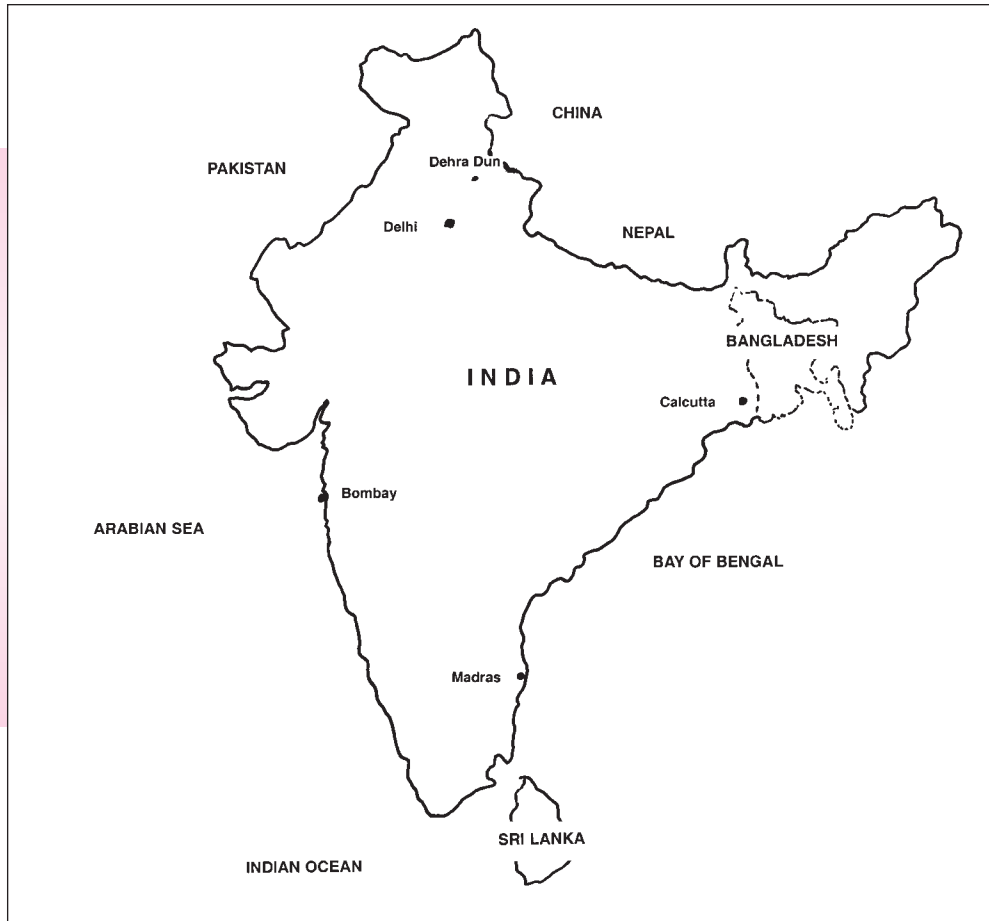 CHINA
Dehra Dun
PAKISTAN
Delhi
NEPAL
BANGLADESH
INDIA
Calcutta
Bombay
ARABIAN SEA
BAY OF BENGAL
Madras
SRI LANKA
INDIAN OCEAN